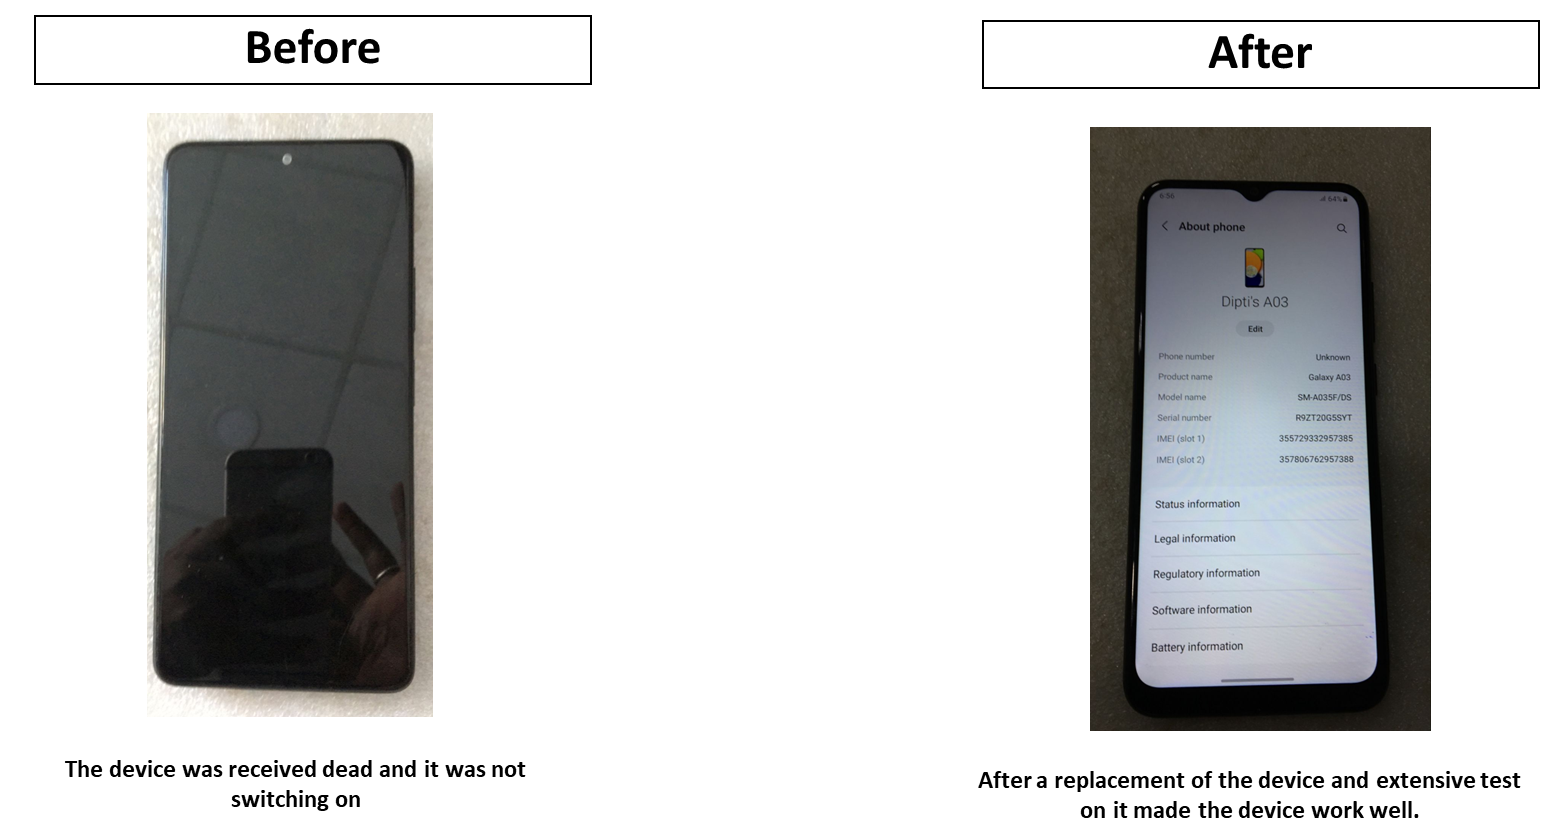 Before
After
6:56
64%
About phone
Dipti's A03
Edit
Phone number Unknown
Product name Galaxy A03
Model name SM-A035F/DS
Serial number R9ZT20G5SYT
IMEI (slot 1) 355729332957385
IMEI (slot 2) 357806762957388
Status information
Legal information
Regulatory information
Software information
Battery information
The device was received dead and it was not
switching on
After a replacement of the device and extensive test
on it made the device work well.